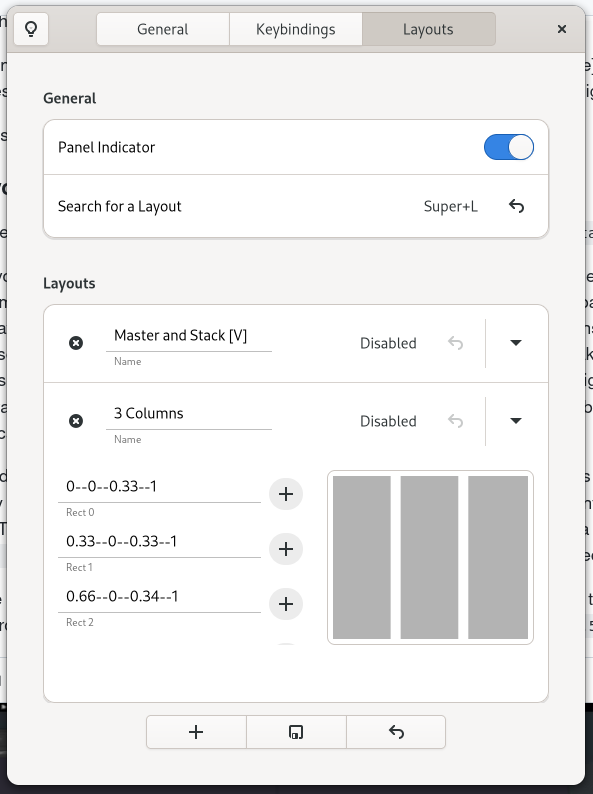 General Keybindings Layouts
General
Panel Indicator
Search for a Layout Super+L
Layouts
Master and Stack [V] Disabled
Name
3 Columns Disabled
Name
0--0--0.33--1
Rect 0
0.33--0--0.33--1
Rect 1
0.66--0--0.34--1
Rect 2